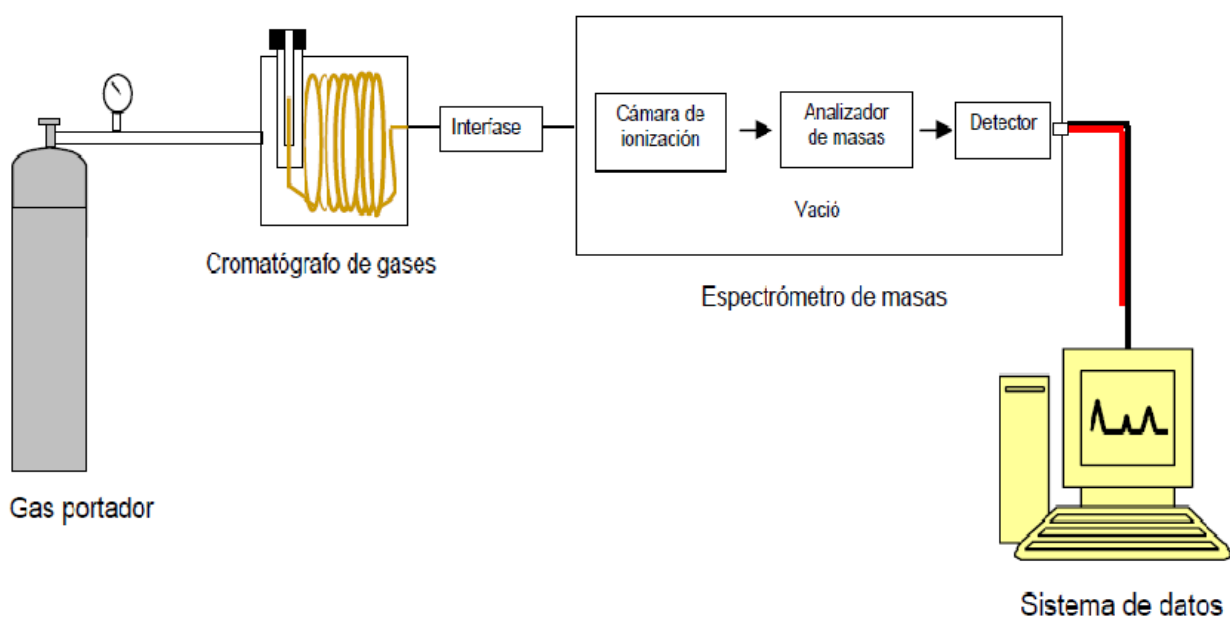 Gas portador
Cromatógrafo de gases
Interfase
Cámara de
ionización
Analizador
de masas
Detector
Vació
Espectrómetro de masas
Sistema de datos